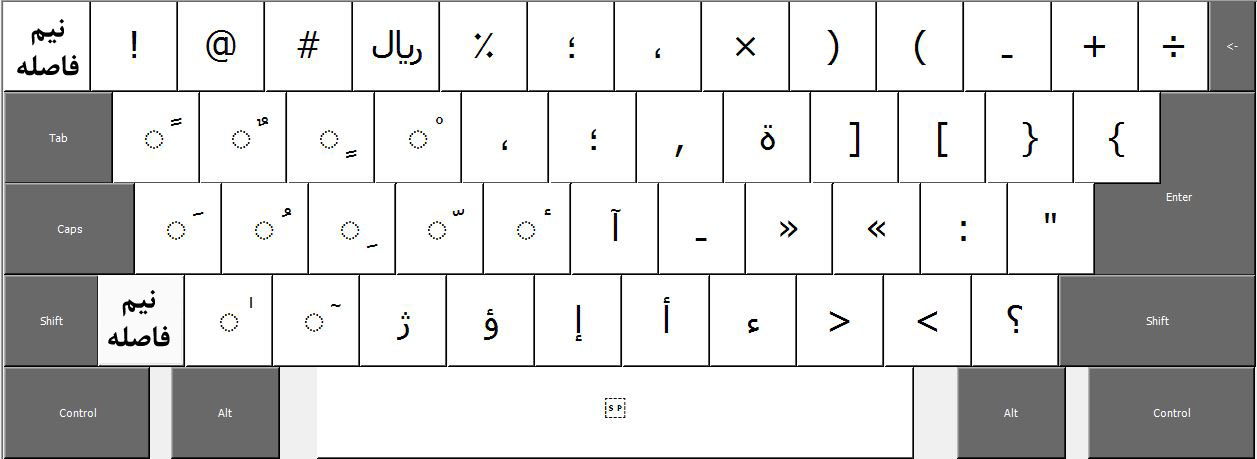 نیم فاصله ! @ # ریال ٪ ؛ ، × ) ( ـ + ÷ <-
Tab ◌ً ◌ٌ ◌ٍ ◌ْ ، ؛ , ة ] [ } {
Caps ◌َ ◌ُ ◌ِ ◌ّ ◌ٔ آ ـ » « : " Enter
Shift نیم فاصله ◌ٰ ◌ٓ ژ ؤ إ أ ء > < ؟ Shift
Control Alt SP Alt Control